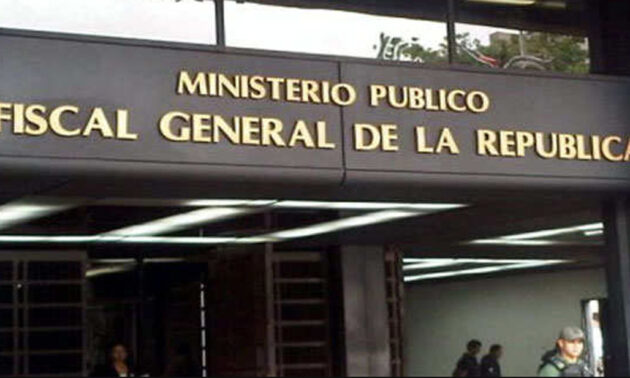 MINISTERIO PUBLICO
FISCAL GENERAL DE LA REPUBLICA